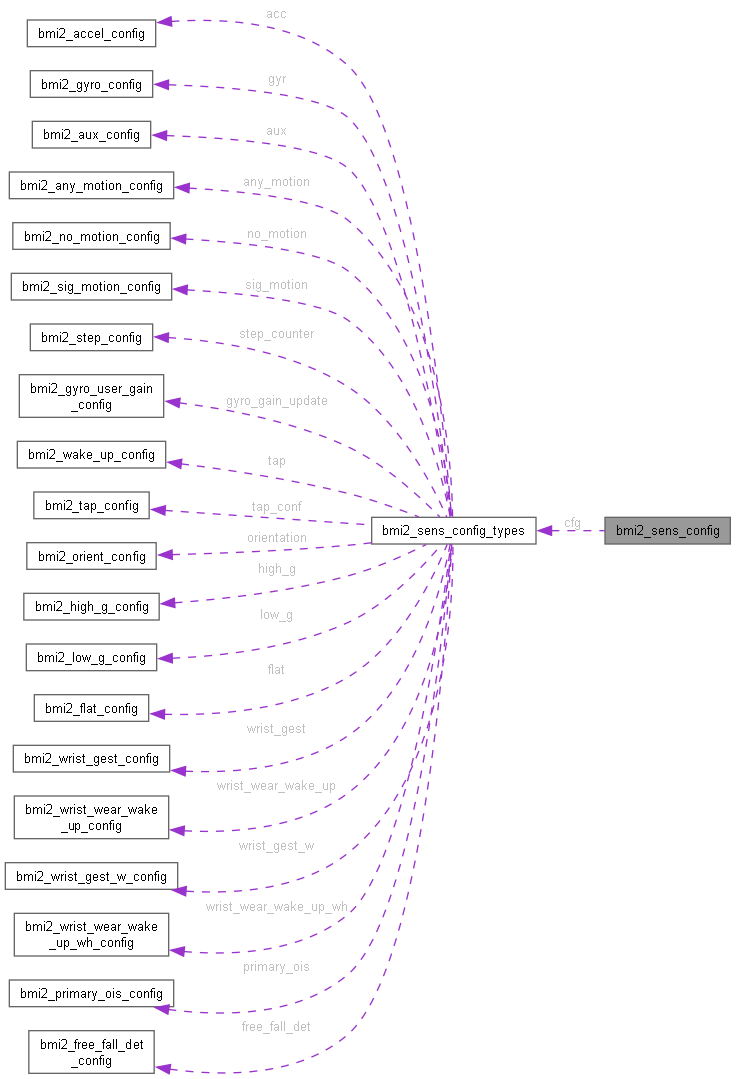 acc
bmi2_accel_config
gyr
bmi2_gyro_config
aux
bmi2_aux_config
any_motion
bmi2_any_motion_config
no_motion
bmi2_no_motion_config
sig_motion
bmi2_sig_motion_config
step_counter
bmi2_step_config
bmi2_gyro_user_gain
_config
gyro_gain_update
bmi2_wake_up_config
tap
bmi2_tap_config
tap_conf
bmi2_sens_config_types
cfg
bmi2_sens_config
orientation
bmi2_orient_config
high_g
bmi2_high_g_config
low_g
bmi2_low_g_config
flat
bmi2_flat_config
wrist_gest
bmi2_wrist_gest_config
wrist_wear_wake_up
bmi2_wrist_wear_wake
_up_config
wrist_gest_w
bmi2_wrist_gest_w_config
wrist_wear_wake_up_wh
bmi2_wrist_wear_wake
_up_wh_config
primary_ois
bmi2_primary_ois_config
free_fall_det
bmi2_free_fall_det
_config